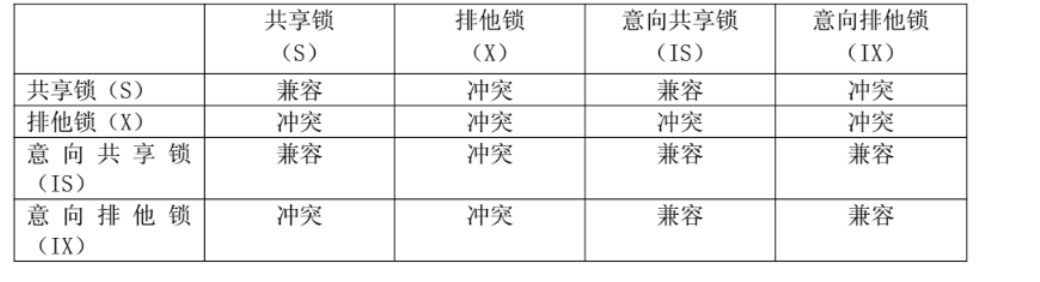 共享锁 排他锁 意向共享锁 意向排他锁
（S） （X） （IS） （IX）
共享锁（S） 兼容 冲突 兼容 冲突
排他锁（X） 冲突 冲突 冲突 冲突
意向共享锁 兼容 冲突 兼容 兼容
（IS）
意向排他锁 冲突 冲突 兼容 兼容
（IX）